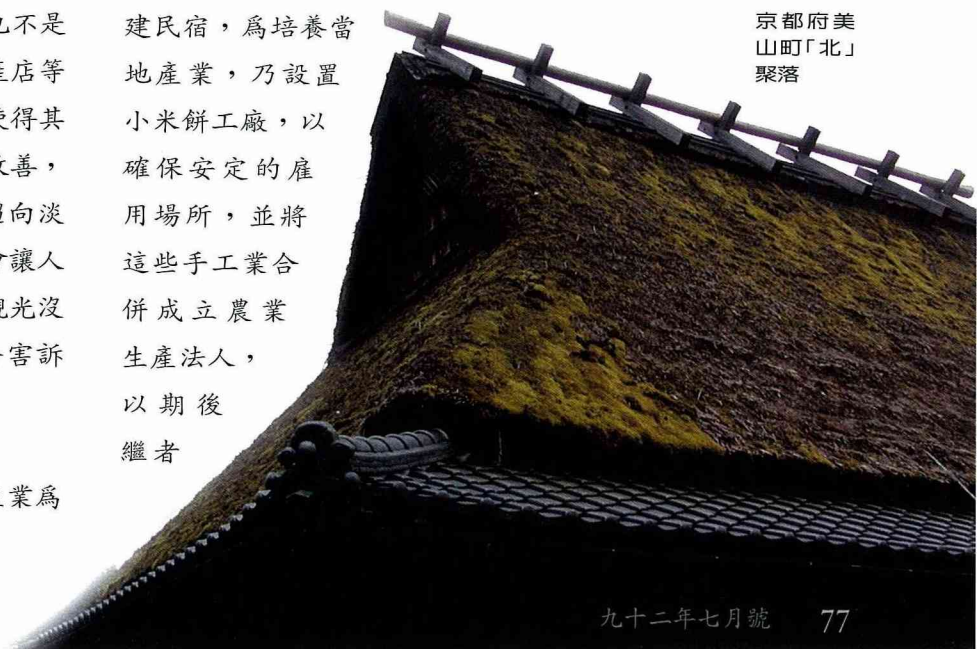 也不是
產店等
使得其
改善，
趨向淡
會讓人
觀光沒
害訴
業爲
建民宿，爲培養當
地產業，乃設置
小米餅工廠，以
確保安定的雇
用場所，並將
這些手工業合
併成立農業
生產法人，
以期後
繼者
京都府美
山町「北」
聚落
九十二年七月號 77